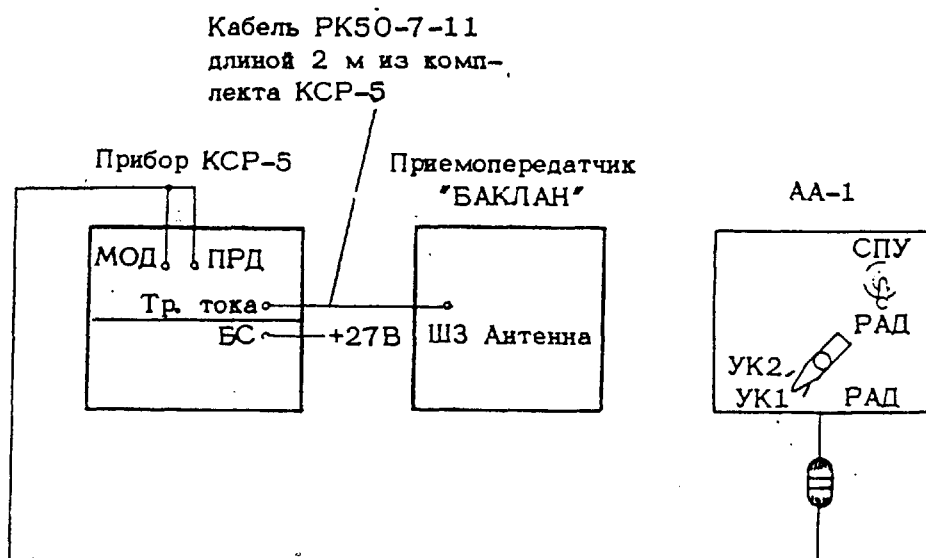 Кабель РК50-7-11
длиной 2 м из комп-
лекта КСР-5
Прибор КСР-5
Приемопередатчик
"БАКЛАН"
АА-1
МОД ПРД
Тр. тока
БС +27В
Ш3 Антенна
СПУ
РАД
УК2
УК1 РАД